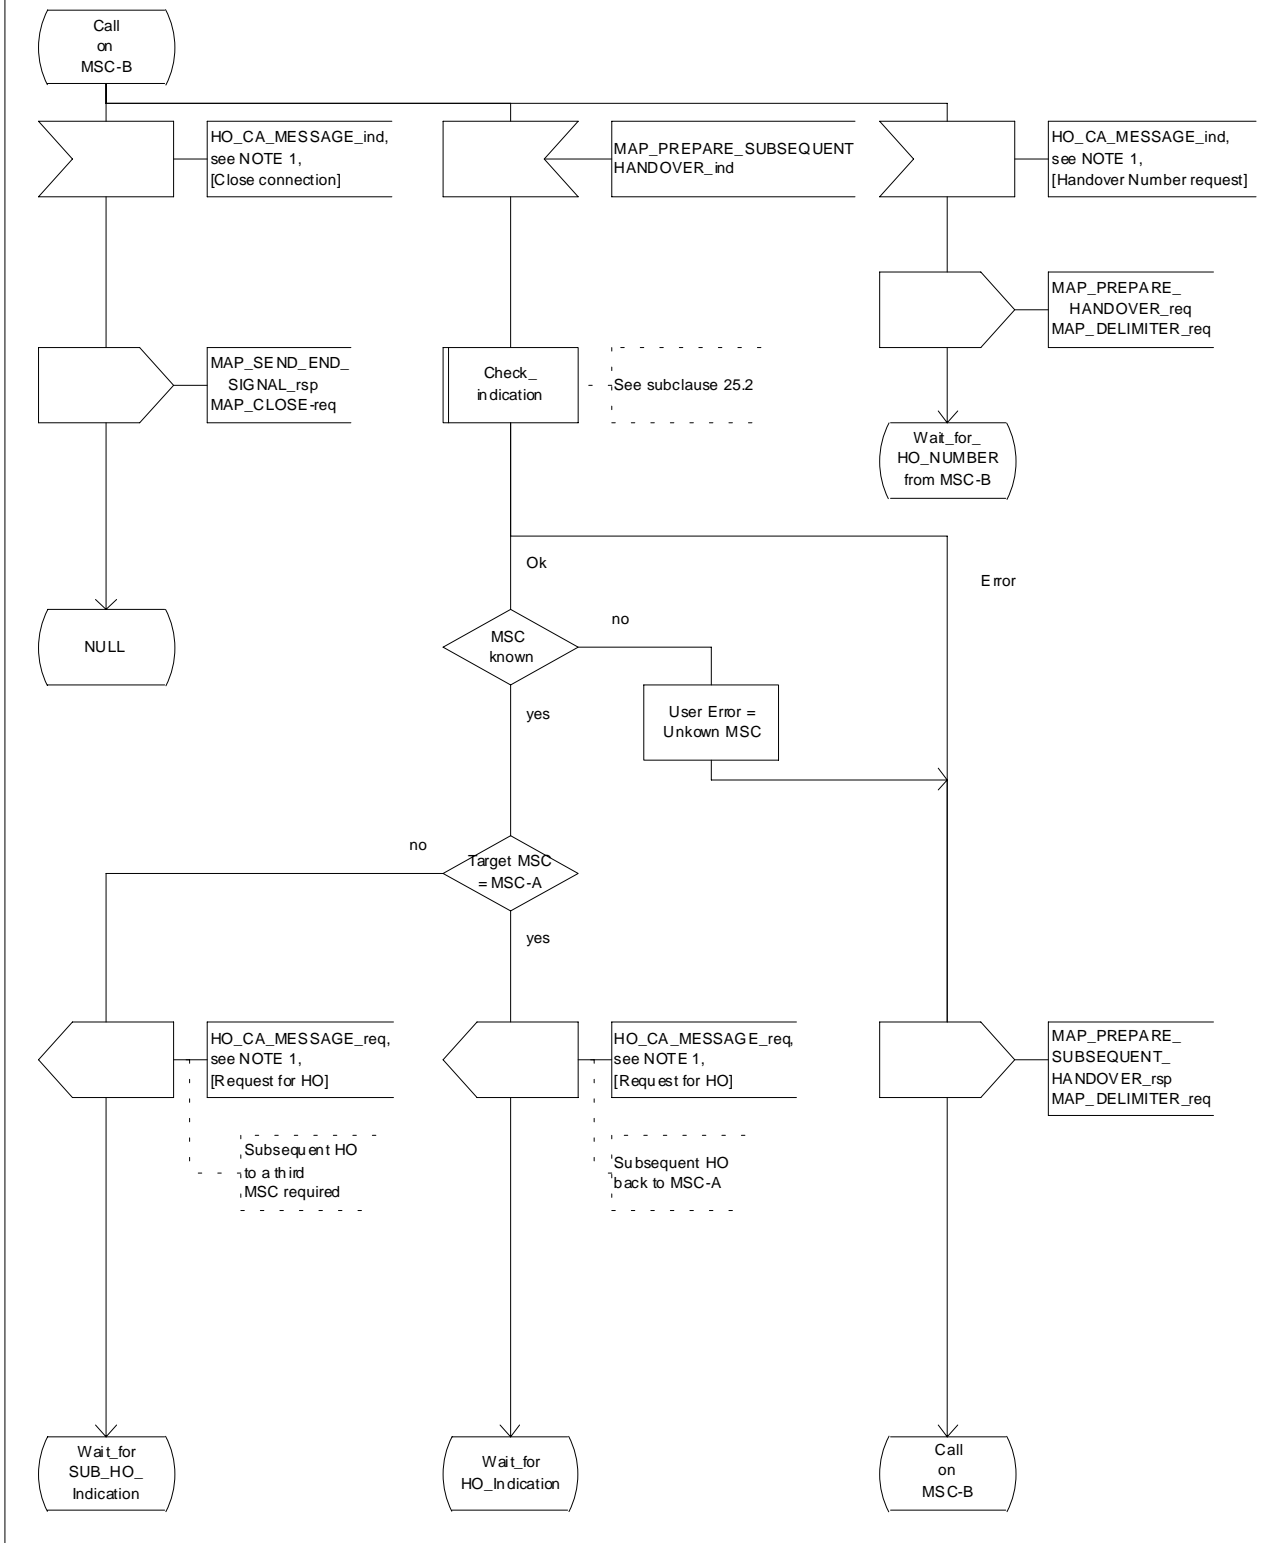 Call
on
MSC-B
HO_CA_MESSAGE_ind,
see NOTE 1,
[Close connection]
MAP_PREPARE_SUBSEQUENT
HANDOVER_ind
HO_CA_MESSAGE_ind,
see NOTE 1,
[Handover Number request]
MAP_PREPARE_
HANDOVER_req
MAP_DELIMITER_req
MAP_SEND_END_
SIGNAL_rsp
MAP_CLOSE-req
Check_
indication
See subclause 25.2
Wait_for_
HO_NUMBER
from MSC-B
Ok
Error
NULL
MSC
known
no
yes
User Error =
Unkown MSC
no
Target MSC
= MSC-A
yes
HO_CA_MESSAGE_req,
see NOTE 1,
[Request for HO]
HO_CA_MESSAGE_req,
see NOTE 1,
[Request for HO]
MAP_PREPARE_
SUBSEQUENT_
HANDOVER_rsp
MAP_DELIMITER_req
Subsequent HO
to a third
MSC required
Subsequent HO
back to MSC-A
Wait_for
SUB_HO_
Indication
Wait_for
HO_Indication
Call
on
MSC-B